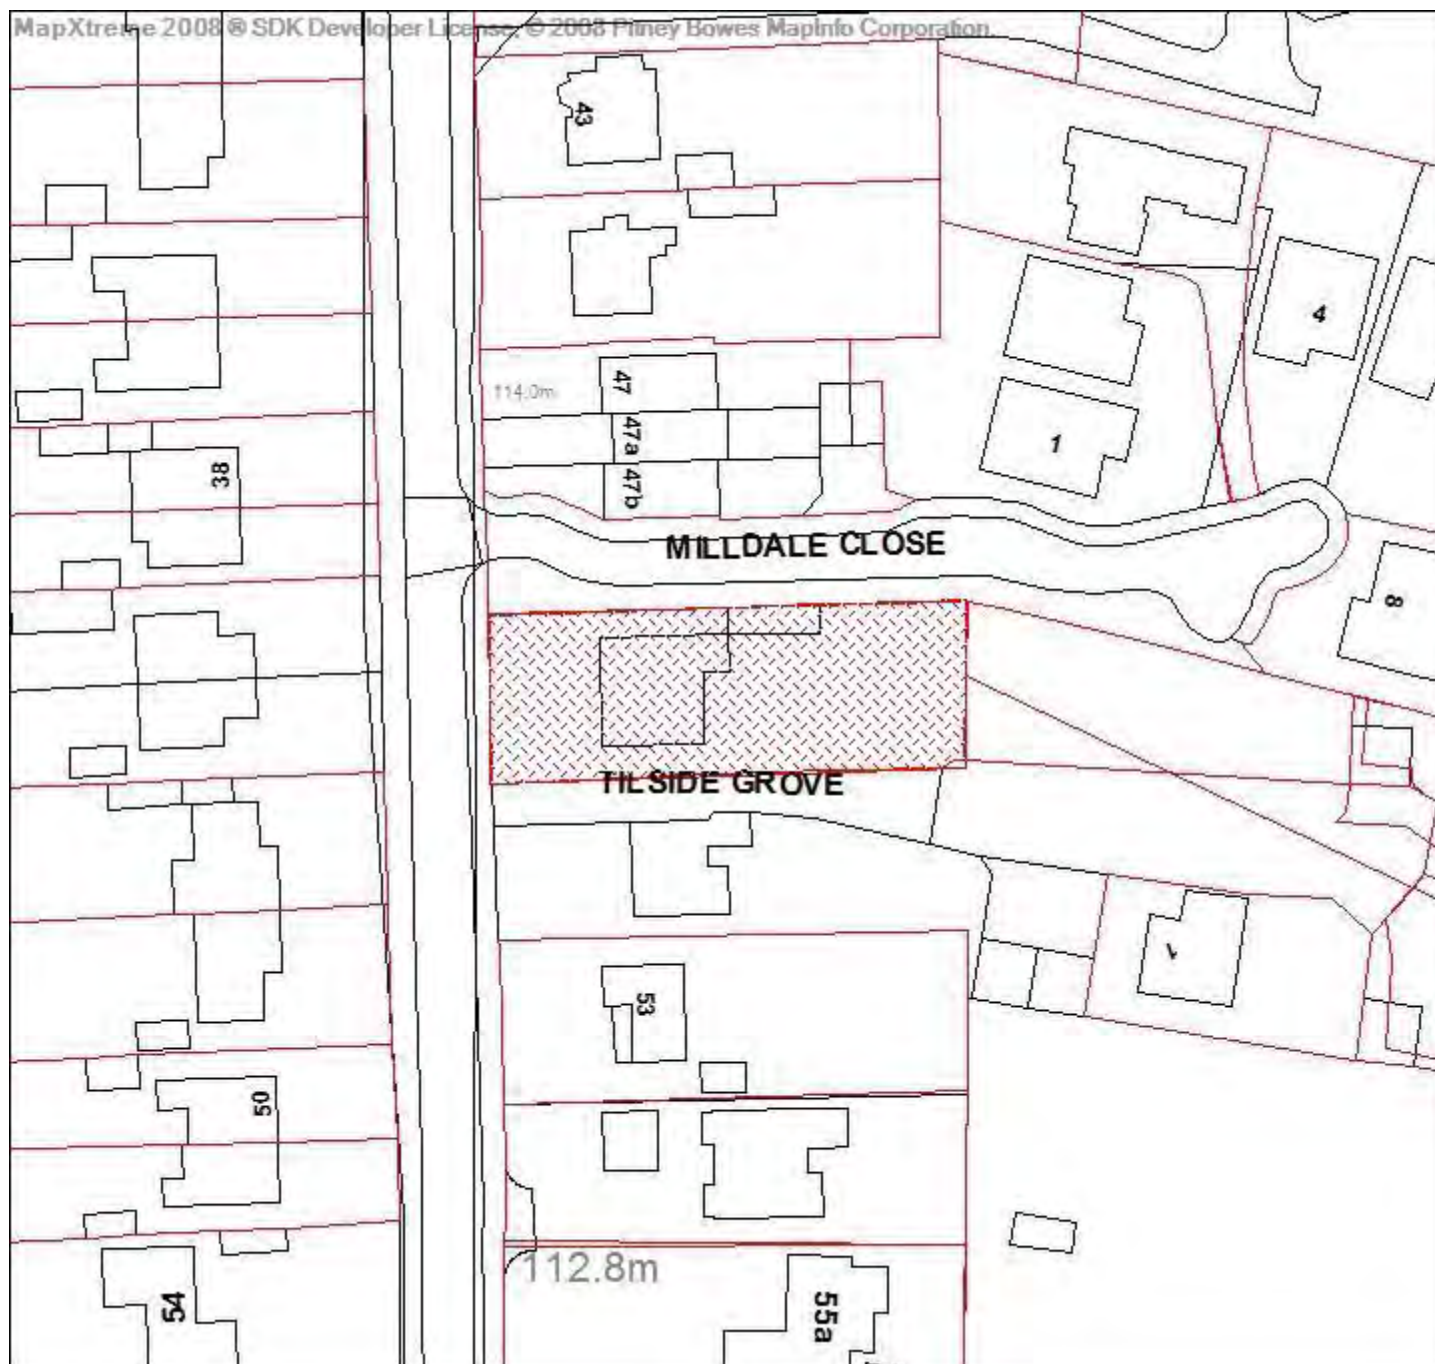 MapXtreme 2008 ® SDK Developer License, © 2008 Pitney Bowes MapInfo Corporation.
43
4
47
114.0m
47a
1
38
47b
MILLDALE CLOSE
8
TILSIDE GROVE
1
53
50
112.8m
54
55a